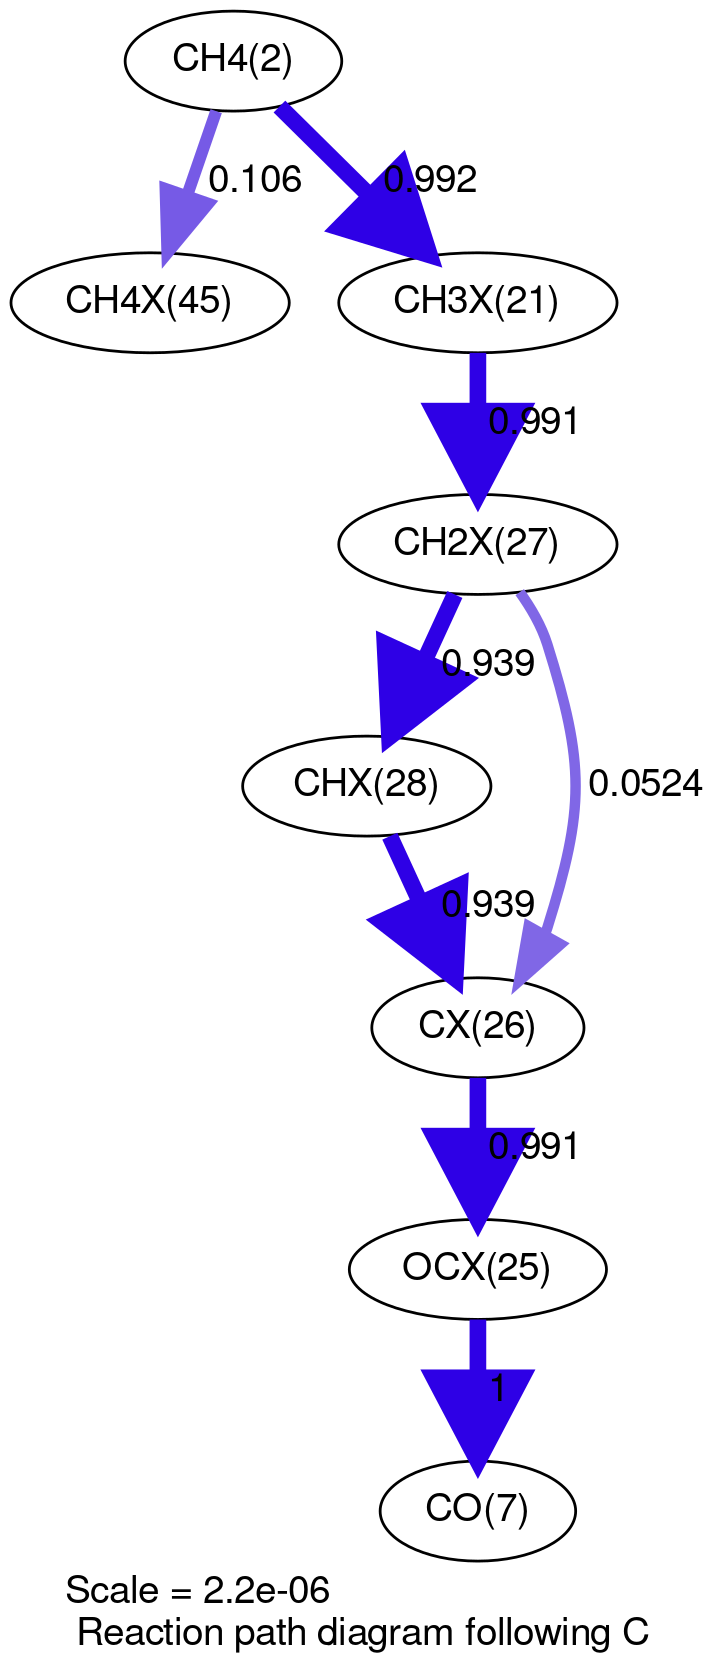 CH4(2)
0.106
0.992
CH4X(45)
CH3X(21)
0.991
CH2X(27)
0.939
CHX(28)
0.0524
0.939
CX(26)
0.991
OCX(25)
1
CO(7)
Scale = 2.2e-06
Reaction path diagram following C